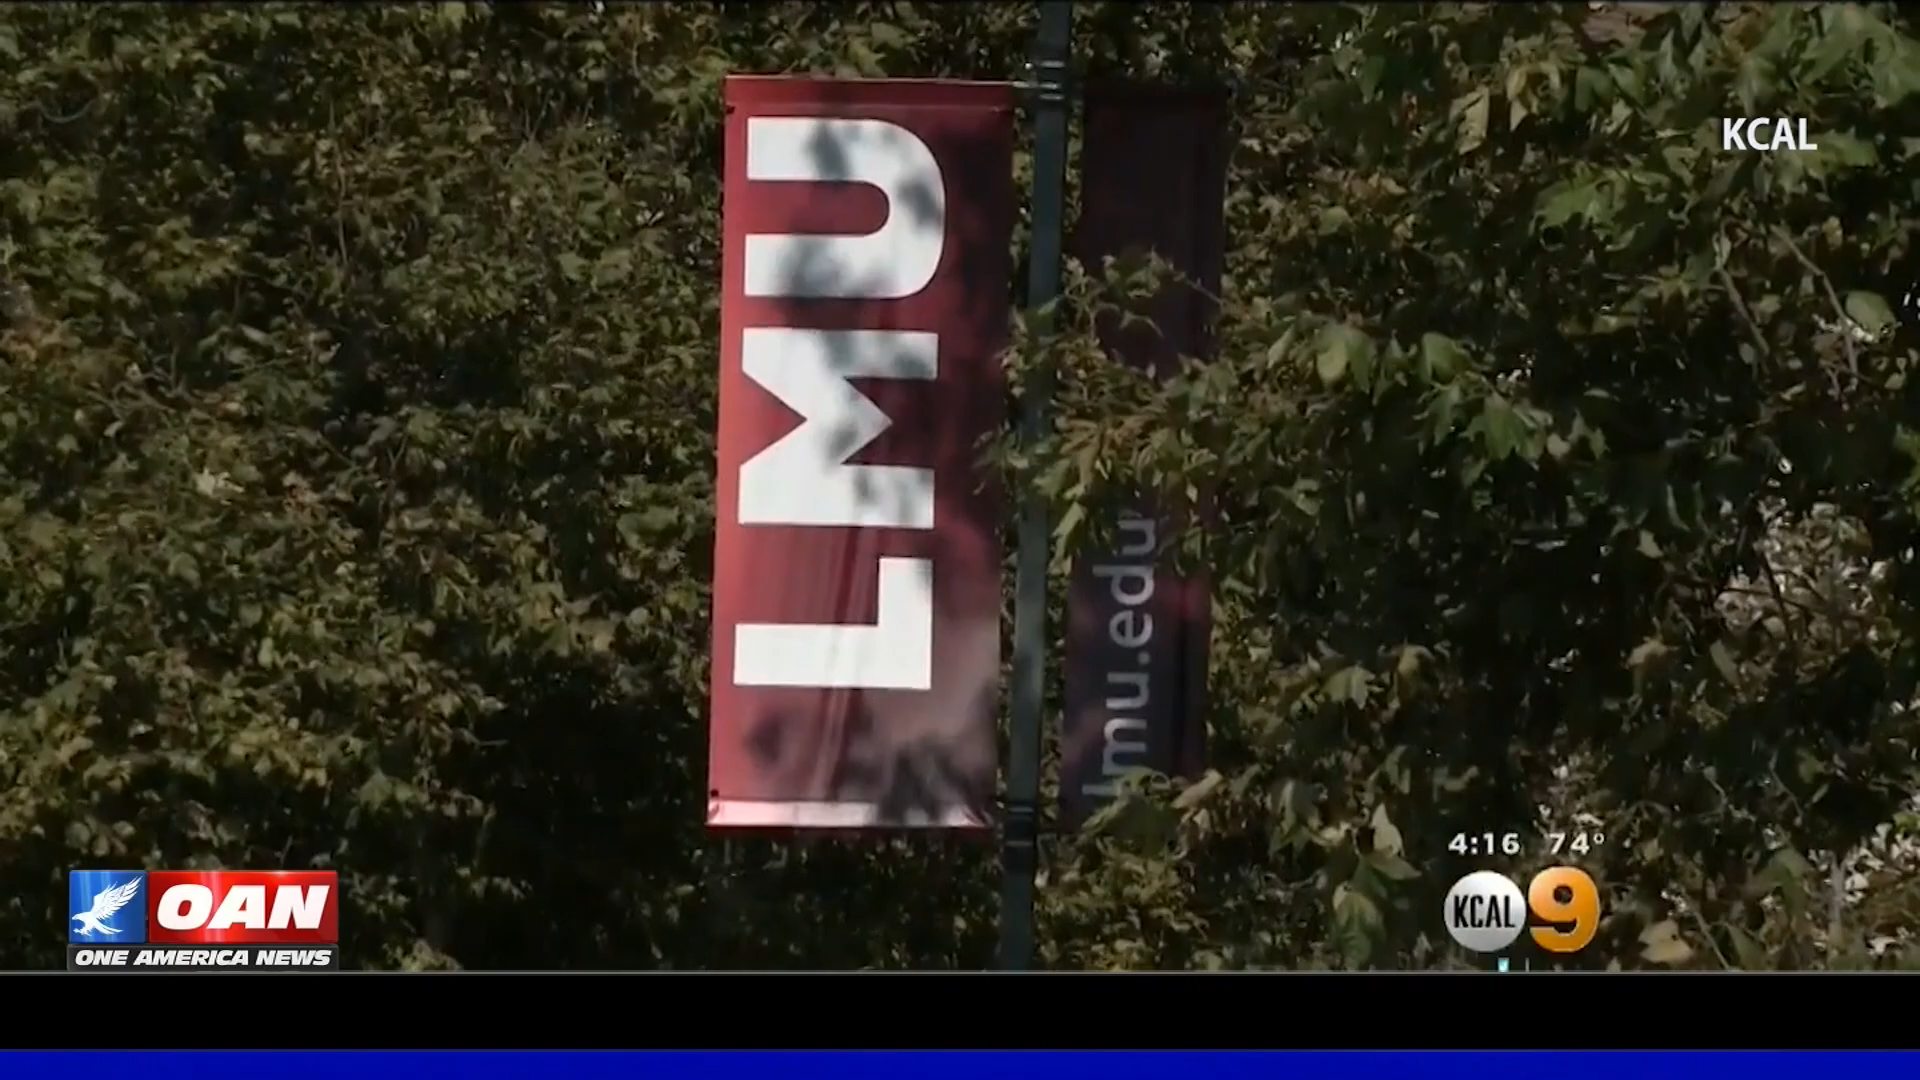 KCAL
LMU
lmu.edu
4:16 74°
KCAL 9
OAN
ONE AMERICA NEWS